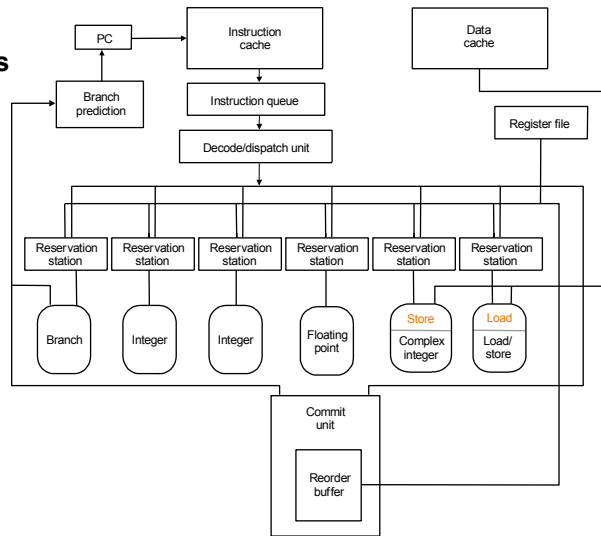 Instruction
cache
Data
cache
PC
s
Branch
prediction
Instruction queue
Register file
Decode/dispatch unit
Reservation
station
Reservation
station
Reservation
station
Reservation
station
Reservation
station
Reservation
station
Branch
Integer
Integer
Floating
point
Store
Complex
integer
Load
Load/
store
Commit
unit
Reorder
buffer